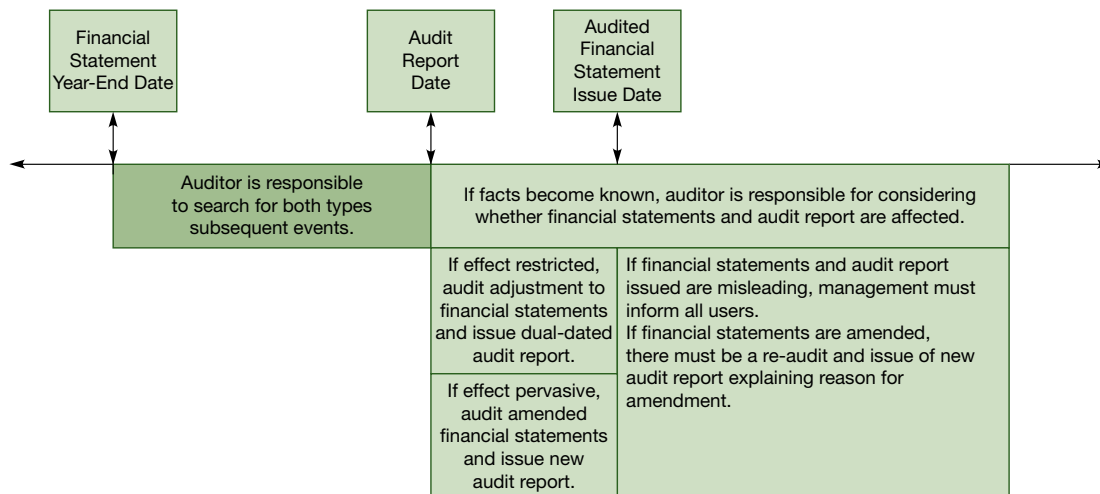 Financial
Statement
Year-End Date
Audit
Report
Date
Audited
Financial
Statement
Issue Date
Auditor is responsible
to search for both types
subsequent events.
If facts become known, auditor is responsible for considering
whether financial statements and audit report are affected.
If effect restricted,
audit adjustment to
financial statements
and issue dual-dated
audit report.
If effect pervasive,
audit amended
financial statements
and issue new
audit report.
If financial statements and audit report
issued are misleading, management must
inform all users.
If financial statements are amended,
there must be a re-audit and issue of new
audit report explaining reason for
amendment.